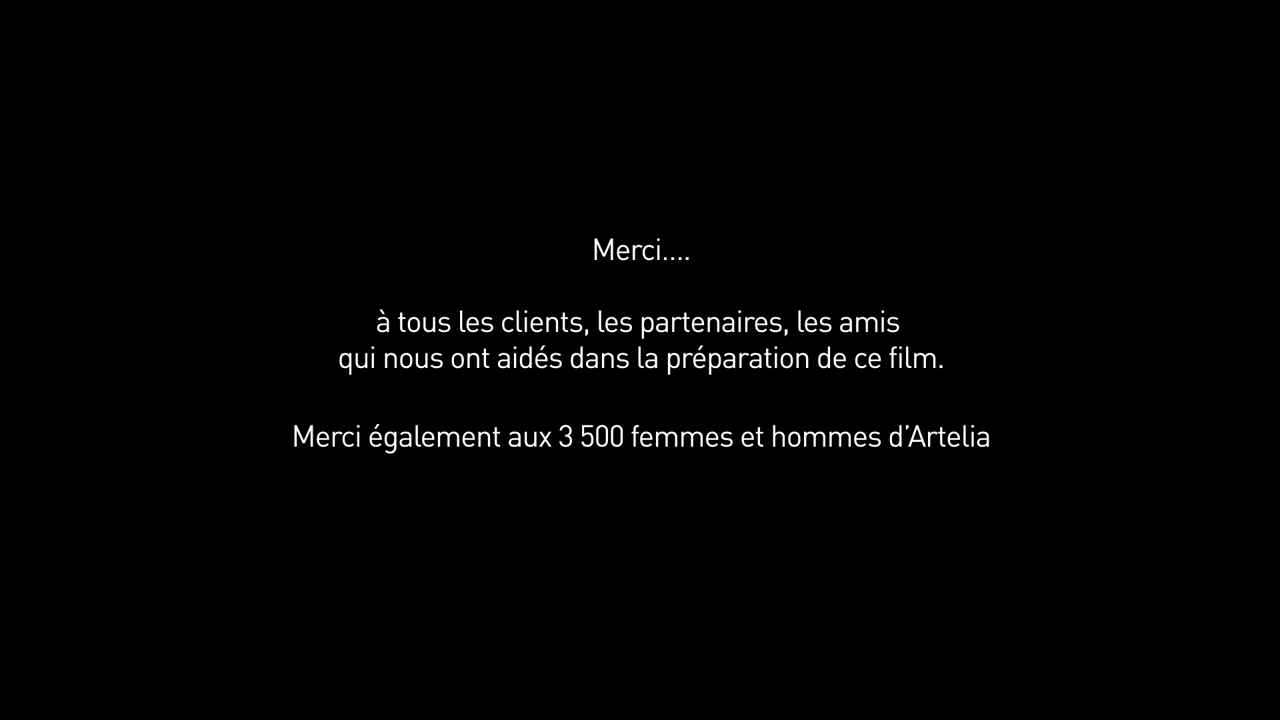 Merci....
à tous les clients, les partenaires, les amis
qui nous ont aidés dans la préparation de ce film.
Merci également aux 3 500 femmes et hommes d’Artelia